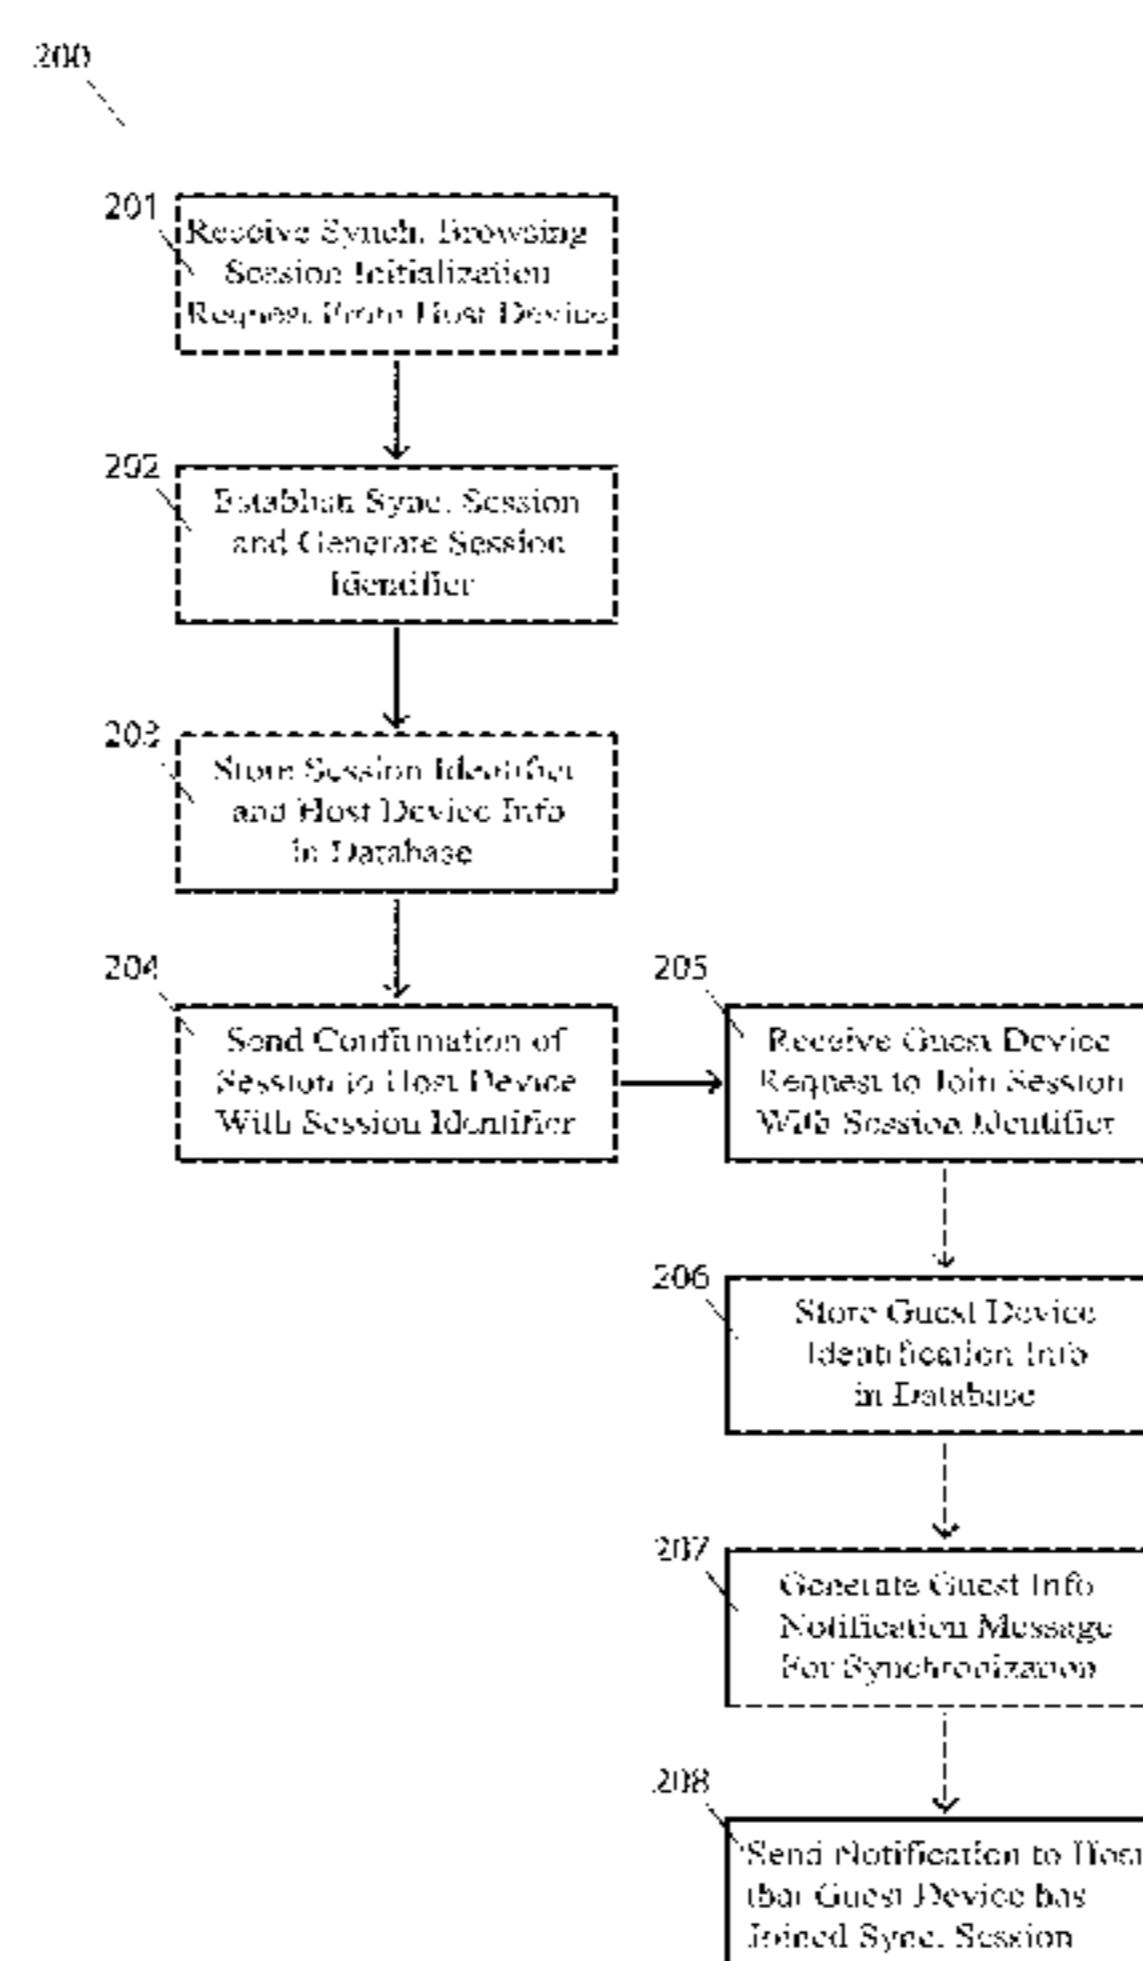 200
201
Receive Synch. Browsing
Session Initialization
Request From Host Device
202
Establish Sync. Session
and Generate Session
Identifier
203
Store Session Identifier
and Host Device Info
in Database
204
Send Confirmation of
Session to Host Device
With Session Identifier
205
Receive Guest Device
Request to Join Session
With Session Identifier
206
Store Guest Device
Identification Info
in Database
207
Generate Guest Info
Notification Message
For Synchronization
208
Send Notification to Host
that Guest Device has
Joined Sync. Session